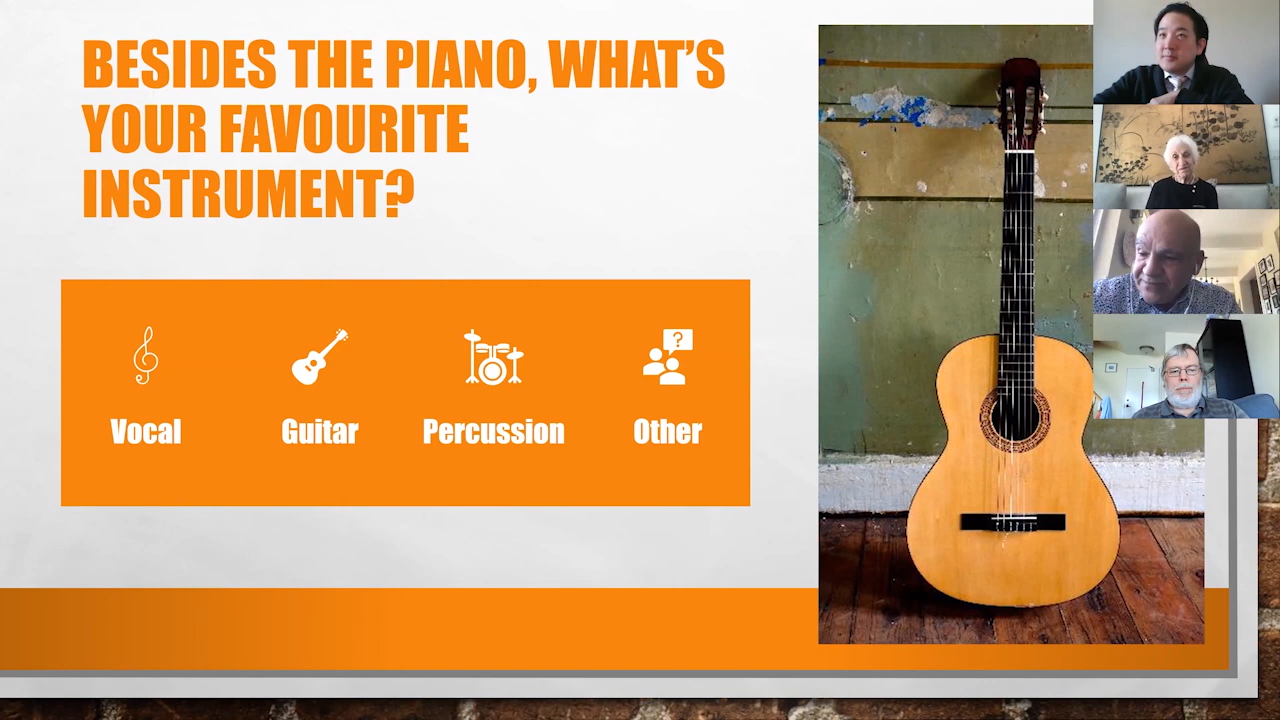 BESIDES THE PIANO, WHAT'S
YOUR FAVOURITE
INSTRUMENT?
?
Vocal
Guitar
Percussion
Other